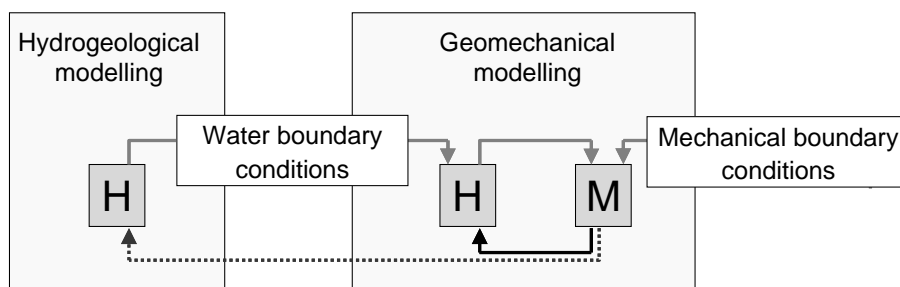 Hydrogeological
modelling
Geomechanical
modelling
Water boundary
conditions
Mechanical boundary
conditions
H
H
M